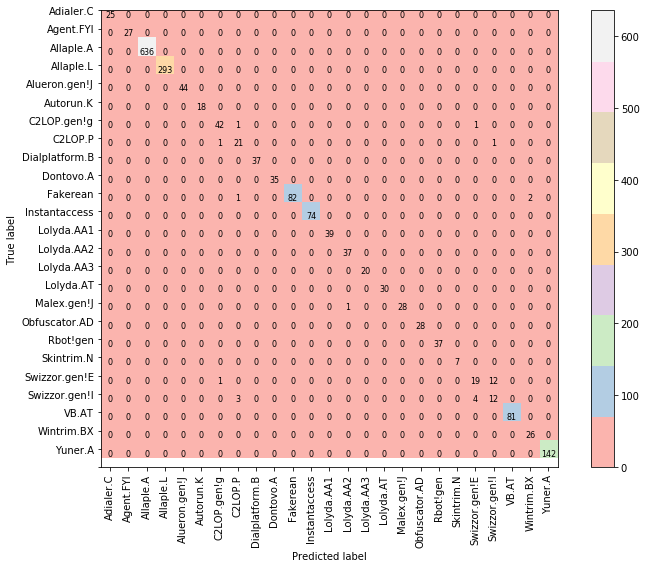 Adialer.C 25 0 0 0 0 0 0 0 0 0 0 0 0 0 0 0 0 0 0 0 0 0 0 0 0
Agent.FYI 0 27 0 0 0 0 0 0 0 0 0 0 0 0 0 0 0 0 0 0 0 0 0 0 0
Allaple.A 0 0 636 0 0 0 0 0 0 0 0 0 0 0 0 0 0 0 0 0 0 0 0 0 0
Allaple.L 0 0 0 293 0 0 0 0 0 0 0 0 0 0 0 0 0 0 0 0 0 0 0 0 0
Alueron.gen!J 0 0 0 0 44 0 0 0 0 0 0 0 0 0 0 0 0 0 0 0 0 0 0 0 0
Autorun.K 0 0 0 0 0 18 0 0 0 0 0 0 0 0 0 0 0 0 0 0 0 0 0 0 0
C2LOP.gen!g 0 0 0 0 0 0 42 1 0 0 0 0 0 0 0 0 0 0 0 0 1 0 0 0 0
C2LOP.P 0 0 0 0 0 0 1 21 0 0 0 0 0 0 0 0 0 0 0 0 0 1 0 0 0
Dialplatform.B 0 0 0 0 0 0 0 0 37 0 0 0 0 0 0 0 0 0 0 0 0 0 0 0 0
Dontovo.A 0 0 0 0 0 0 0 0 0 35 0 0 0 0 0 0 0 0 0 0 0 0 0 0 0
Fakerean 0 0 0 0 0 0 0 1 0 0 82 0 0 0 0 0 0 0 0 0 0 0 0 2 0
Instantaccess 0 0 0 0 0 0 0 0 0 0 0 74 0 0 0 0 0 0 0 0 0 0 0 0 0
Lolyda.AA1 0 0 0 0 0 0 0 0 0 0 0 0 39 0 0 0 0 0 0 0 0 0 0 0 0
Lolyda.AA2 0 0 0 0 0 0 0 0 0 0 0 0 0 37 0 0 0 0 0 0 0 0 0 0 0
Lolyda.AA3 0 0 0 0 0 0 0 0 0 0 0 0 0 0 20 0 0 0 0 0 0 0 0 0 0
Lolyda.AT 0 0 0 0 0 0 0 0 0 0 0 0 0 0 0 30 0 0 0 0 0 0 0 0 0
Malex.gen!J 0 0 0 0 0 0 0 0 0 0 0 0 0 1 0 0 28 0 0 0 0 0 0 0 0
Obfuscator.AD 0 0 0 0 0 0 0 0 0 0 0 0 0 0 0 0 0 28 0 0 0 0 0 0 0
Rbot!gen 0 0 0 0 0 0 0 0 0 0 0 0 0 0 0 0 0 0 37 0 0 0 0 0 0
Skintrim.N 0 0 0 0 0 0 0 0 0 0 0 0 0 0 0 0 0 0 0 7 0 0 0 0 0
Swizzor.gen!E 0 0 0 0 0 0 1 0 0 0 0 0 0 0 0 0 0 0 0 0 19 12 0 0 0
Swizzor.gen!I 0 0 0 0 0 0 0 3 0 0 0 0 0 0 0 0 0 0 0 0 4 12 0 0 0
VB.AT 0 0 0 0 0 0 0 0 0 0 0 0 0 0 0 0 0 0 0 0 0 0 81 0 0
Wintrim.BX 0 0 0 0 0 0 0 0 0 0 0 0 0 0 0 0 0 0 0 0 0 0 0 26 0
Yuner.A 0 0 0 0 0 0 0 0 0 0 0 0 0 0 0 0 0 0 0 0 0 0 0 0 142
True label
Adialer.C
Agent.FYI
Allaple.A
Allaple.L
Alueron.gen!J
Autorun.K
C2LOP.gen!g
C2LOP.P
Dialplatform.B
Dontovo.A
Fakerean
Instantaccess
Lolyda.AA1
Lolyda.AA2
Lolyda.AA3
Lolyda.AT
Malex.gen!J
Obfuscator.AD
Rbot!gen
Skintrim.N
Swizzor.gen!E
Swizzor.gen!I
VB.AT
Wintrim.BX
Yuner.A
Predicted label
600
500
400
300
200
100
0